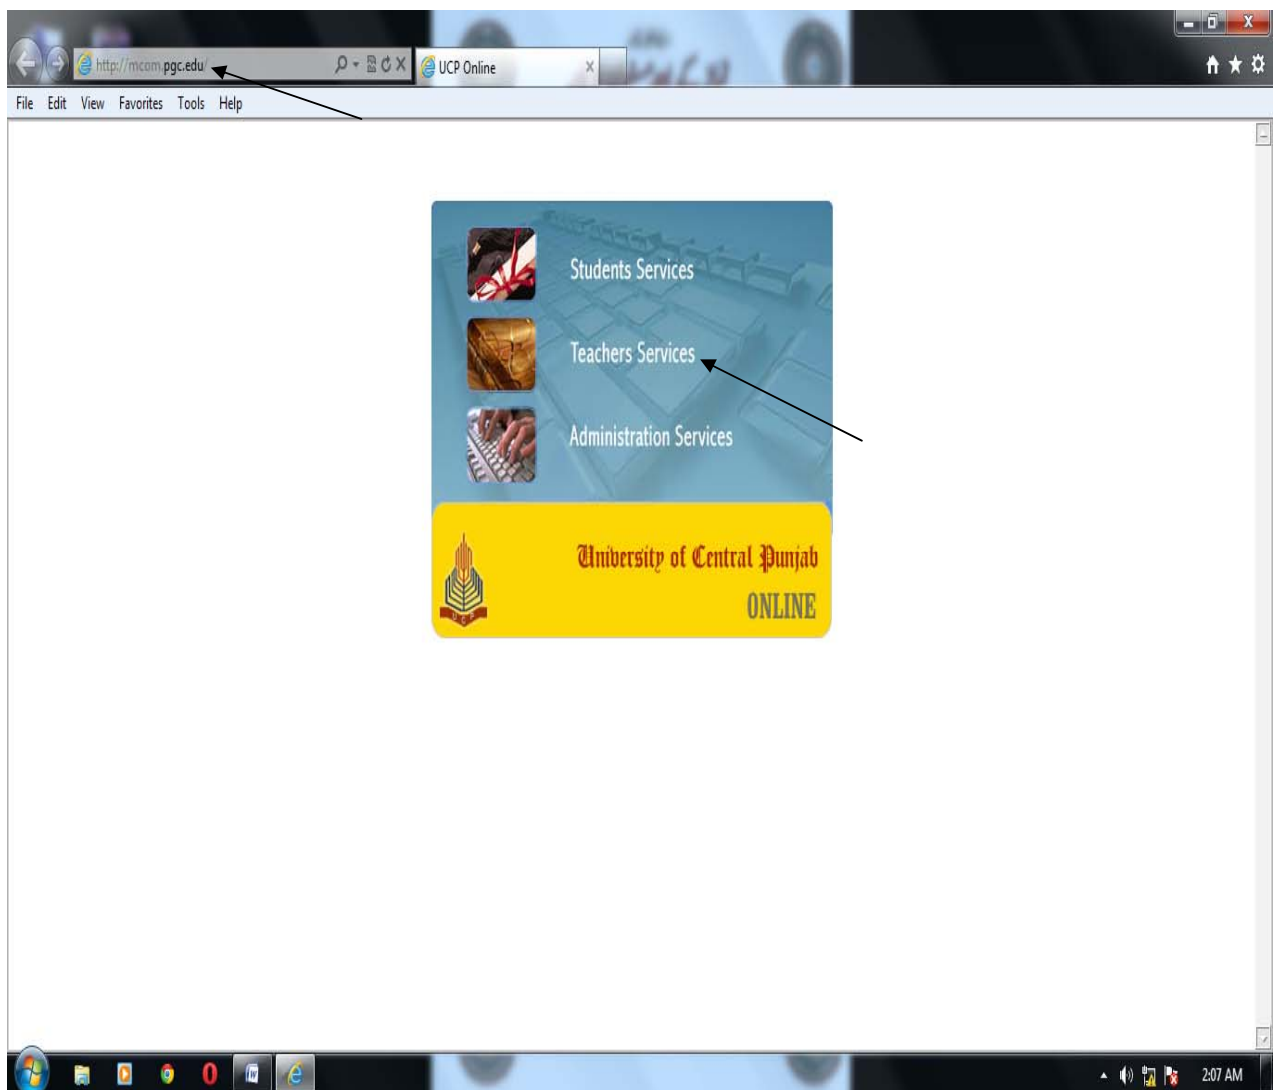 http://mcom.pgc.edu/
UCP Online
File Edit View Favorites Tools Help
Students Services
Teachers Services
Administration Services
University of Central Punjab
ONLINE
UCP
2:07 AM